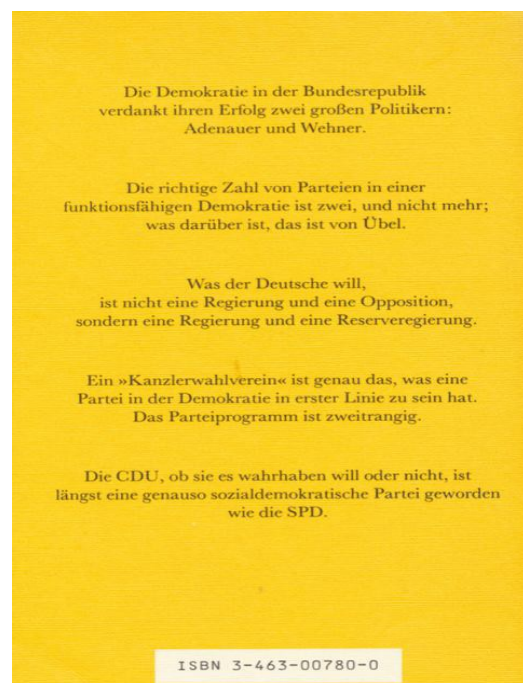 Die Demokratie in der Bundesrepublik
verdankt ihren Erfolg zwei großen Politikern:
Adenauer und Wehner.
Die richtige Zahl von Parteien in einer
funktionsfähigen Demokratie ist zwei, und nicht mehr;
was darüber ist, das ist von Übel.
Was der Deutsche will,
ist nicht eine Regierung und eine Opposition,
sondern eine Regierung und eine Reserveregierung.
Ein »Kanzlerwahlverein« ist genau das, was eine
Partei in der Demokratie in erster Linie zu sein hat.
Das Parteiprogramm ist zweitrangig.
Die CDU, ob sie es wahrhaben will oder nicht, ist
längst eine genauso sozialdemokratische Partei geworden
wie die SPD.
ISBN 3-463-00780-0